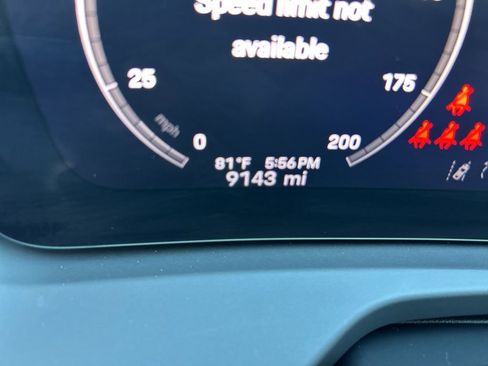 Speed limit not
available
25
175
mph
0
200
81°F 5:56PM
9143 mi